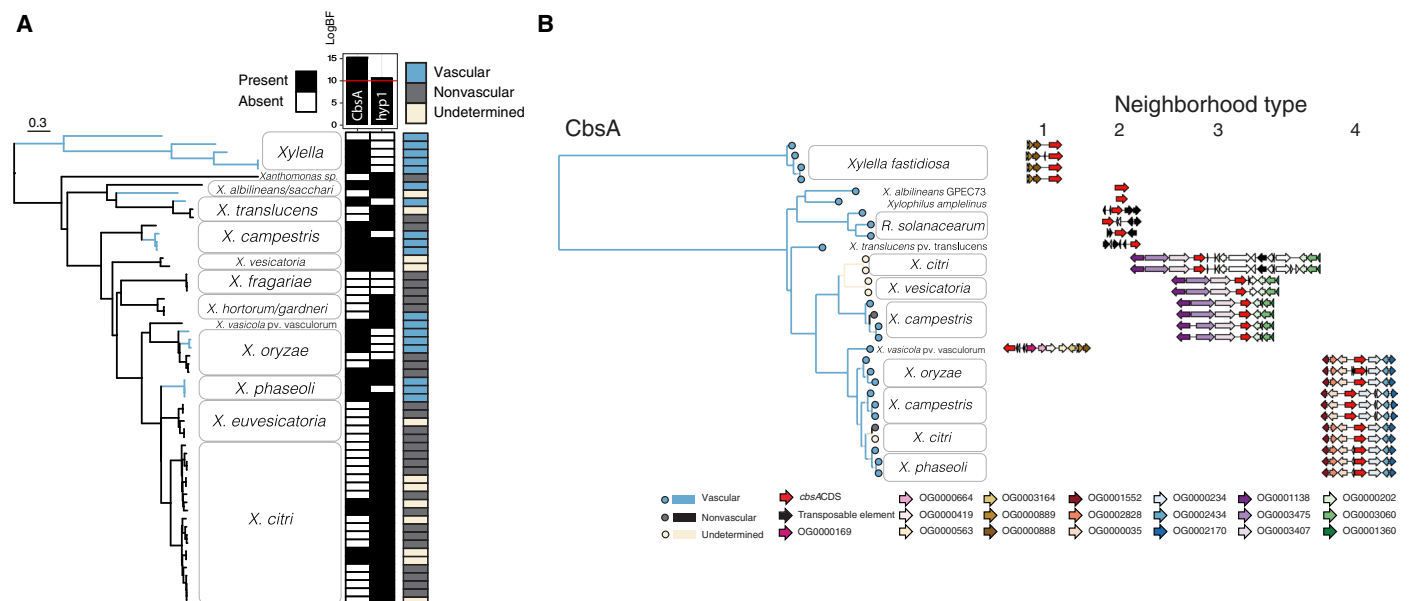 A
B
LogBF
15
10
5
0
Present
Absent
CbsA
hyp1
Vascular
Nonvascular
Undetermined
0.3
Xylella
Xanthomonas sp.
X. albilineans/sacchari
X. translucens
X. campestris
X. vesicatoria
X. fragariae
X. hortorum/gardneri
X. vasicola pv. vasculorum
X. oryzae
X. phaseoli
X. euvesicatoria
X. citri
CbsA
Neighborhood type
1 2 3 4
Xylella fastidiosa
X. albilineans GPEC73
Xylophilus amplelinus
R. solanacearum
X. translucens pv. translucens
X. citri
X. vesicatoria
X. campestris
X. vasicola pv. vasculorum
X. oryzae
X. campestris
X. citri
X. phaseoli
Vascular
Nonvascular
Undetermined
cbsACDS
Transposable element
OG0000169
OG0000664
OG0000419
OG0000563
OG0003164
OG0000889
OG0000888
OG0001552
OG0002828
OG0000035
OG0000234
OG0002434
OG0002170
OG0001138
OG0003475
OG0003407
OG0000202
OG0003060
OG0001360